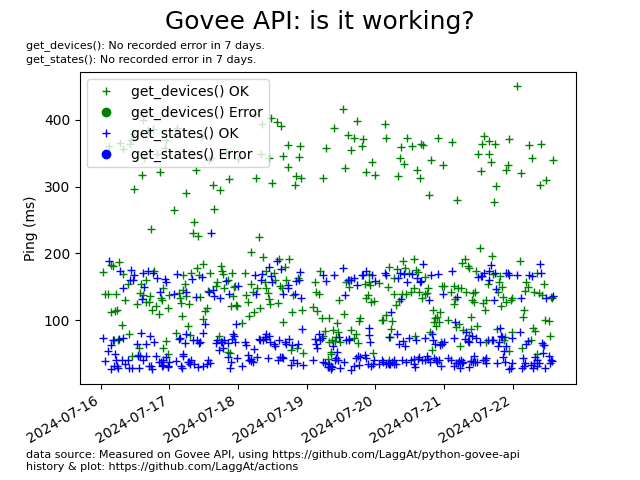 Govee API: is it working?
get_devices(): No recorded error in 7 days.
get_states(): No recorded error in 7 days.
get_devices() OK
get_devices() Error
get_states() OK
get_states() Error
Ping (ms)
400
300
200
100
2024-07-16
2024-07-17
2024-07-18
2024-07-19
2024-07-20
2024-07-21
2024-07-22
data source: Measured on Govee API, using https://github.com/LaggAt/python-govee-api
history & plot: https://github.com/LaggAt/actions